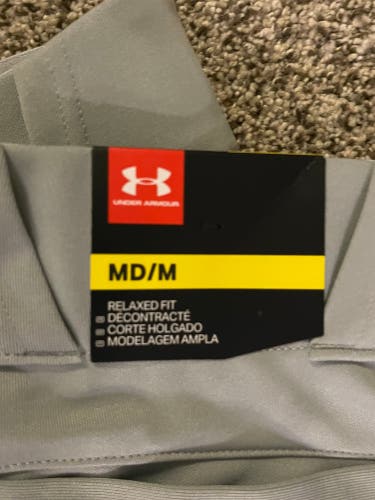 UNDER ARMOUR
MD/M
RELAXED FIT
DÉCONTRACTÉ
CORTE HOLGADO
MODELAGEM AMPLA